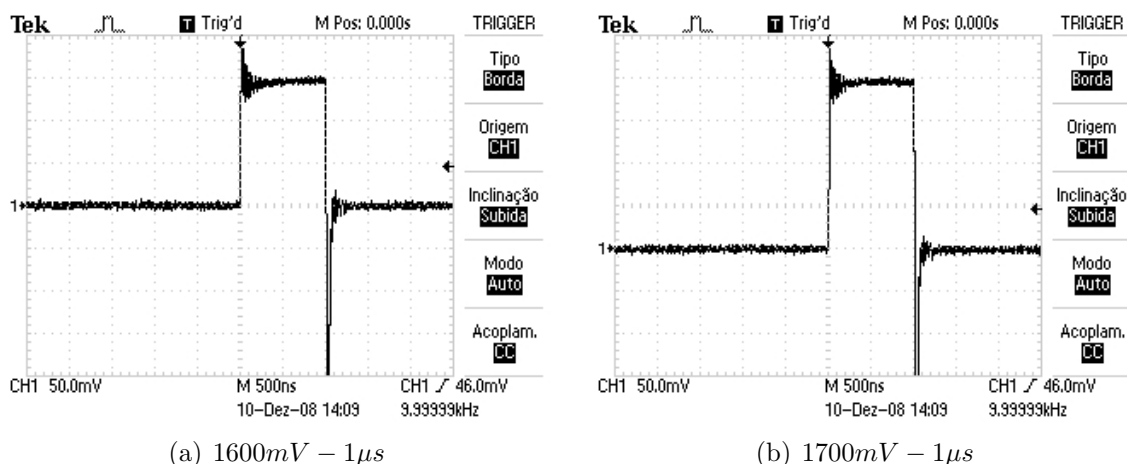 Tek T Trig'd M Pos: 0.000s TRIGGER
Tipo
Borda
Origem
CH1
Inclinação
Subida
Modo
Auto
Acoplam.
CC
1
CH1 50.0mV M 500ns CH1 46.0mV
10-Dez-08 14:09 9.99999kHz
(a) 1600mV − 1μs
Tek T Trig'd M Pos: 0.000s TRIGGER
Tipo
Borda
Origem
CH1
Inclinação
Subida
Modo
Auto
Acoplam.
CC
1
CH1 50.0mV M 500ns CH1 46.0mV
10-Dez-08 14:09 9.99999kHz
(b) 1700mV − 1μs